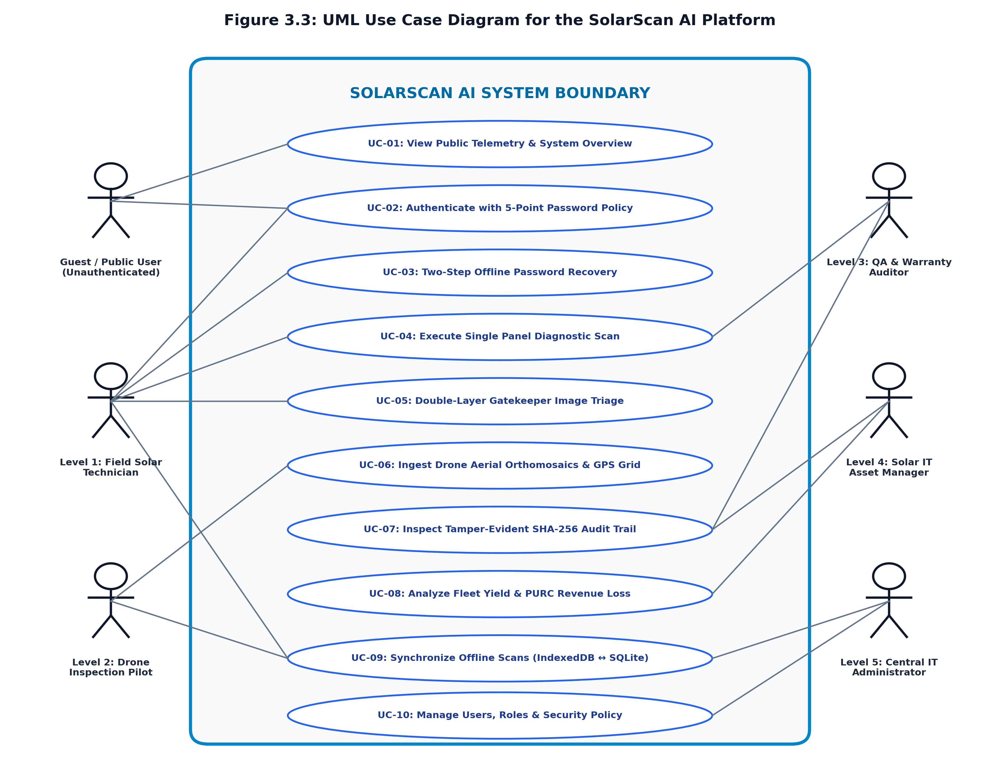 Figure 3.3: UML Use Case Diagram for the SolarScan AI Platform
SOLARSCAN AI SYSTEM BOUNDARY
UC-01: View Public Telemetry & System Overview
UC-02: Authenticate with 5-Point Password Policy
UC-03: Two-Step Offline Password Recovery
UC-04: Execute Single Panel Diagnostic Scan
UC-05: Double-Layer Gatekeeper Image Triage
UC-06: Ingest Drone Aerial Orthomosaics & GPS Grid
UC-07: Inspect Tamper-Evident SHA-256 Audit Trail
UC-08: Analyze Fleet Yield & PURC Revenue Loss
UC-09: Synchronize Offline Scans (IndexedDB ↔ SQLite)
UC-10: Manage Users, Roles & Security Policy
Guest / Public User
(Unauthenticated)
Level 1: Field Solar
Technician
Level 2: Drone
Inspection Pilot
Level 3: QA & Warranty
Auditor
Level 4: Solar IT
Asset Manager
Level 5: Central IT
Administrator